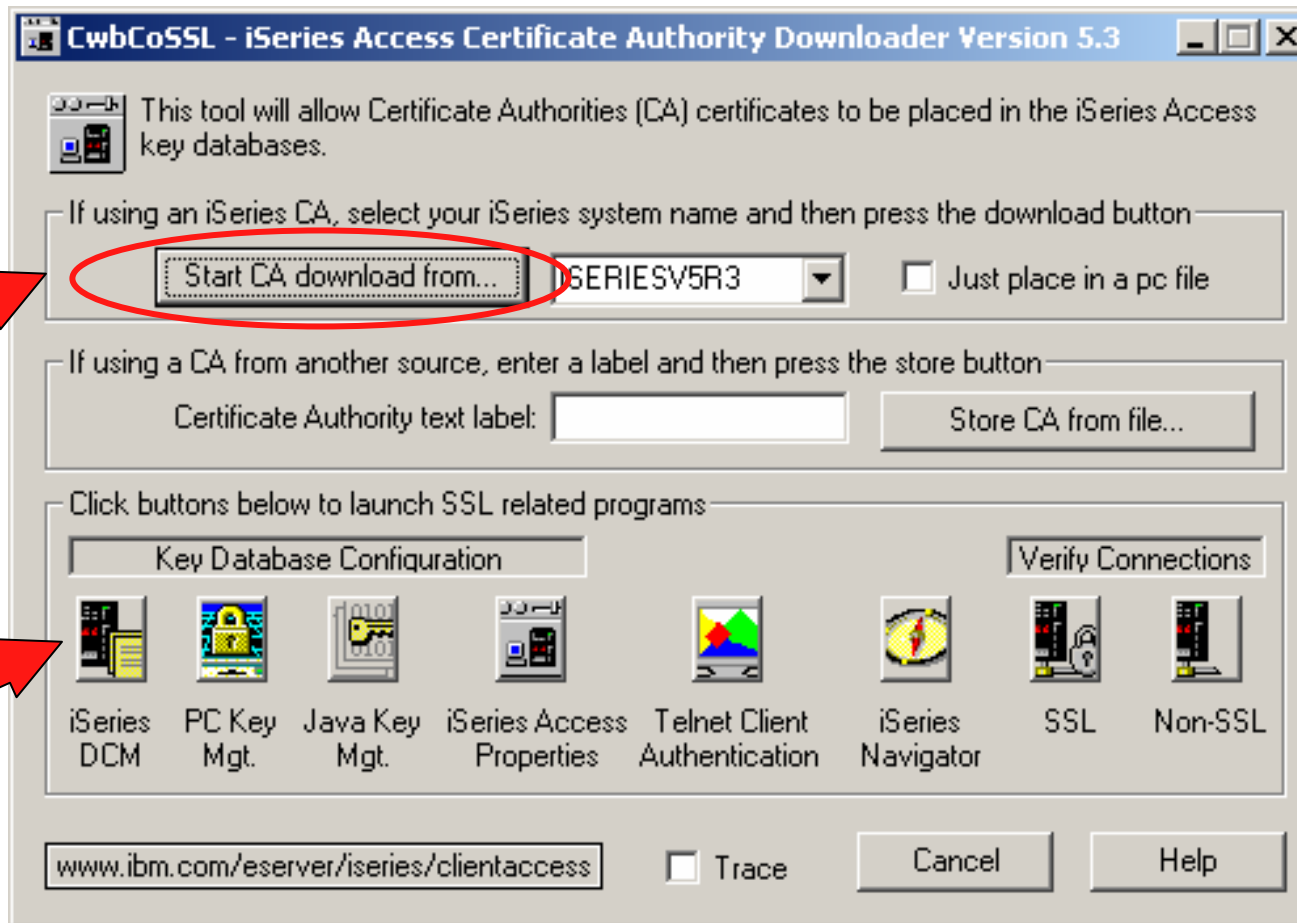 CwbCoSSL - iSeries Access Certificate Authority Downloader Version 5.3
This tool will allow Certificate Authorities (CA) certificates to be placed in the iSeries Access
key databases.
If using an iSeries CA, select your iSeries system name and then press the download button
Start CA download from...
ISERIESV5R3
Just place in a pc file
If using a CA from another source, enter a label and then press the store button
Certificate Authority text label:
Store CA from file...
Click buttons below to launch SSL related programs
Key Database Configuration
Verify Connections
iSeries DCM
PC Key Mgt.
Java Key Mgt.
iSeries Access Properties
Telnet Client Authentication
iSeries Navigator
SSL
Non-SSL
www.ibm.com/eserver/iseries/clientaccess
Trace
Cancel
Help